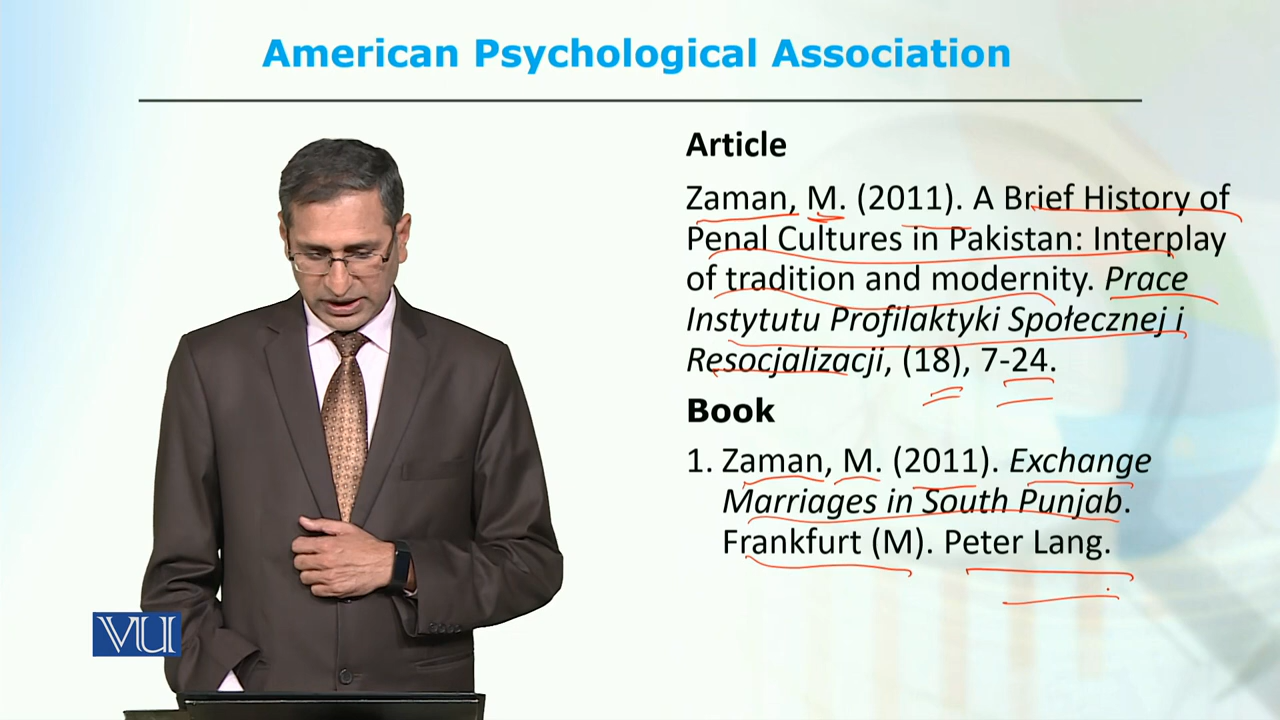 American Psychological Association
Article
Zaman, M. (2011). A Brief History of
Penal Cultures in Pakistan: Interplay
of tradition and modernity. Prace
Instytutu Profilaktyki Społecznej i
Resocjalizacji, (18), 7-24.
Book
1. Zaman, M. (2011). Exchange
Marriages in South Punjab.
Frankfurt (M). Peter Lang.
VU